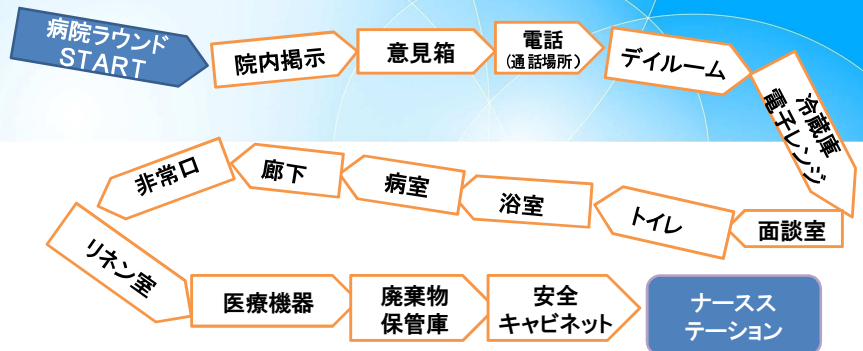 病院ラウンド
START
院内掲示
意見箱
電話
(通話場所)
デイルーム
冷蔵庫
電子レンジ
面談室
トイレ
浴室
病室
廊下
非常口
リネン室
医療機器
廃棄物
保管庫
安全
キャビネット
ナースス
テーション